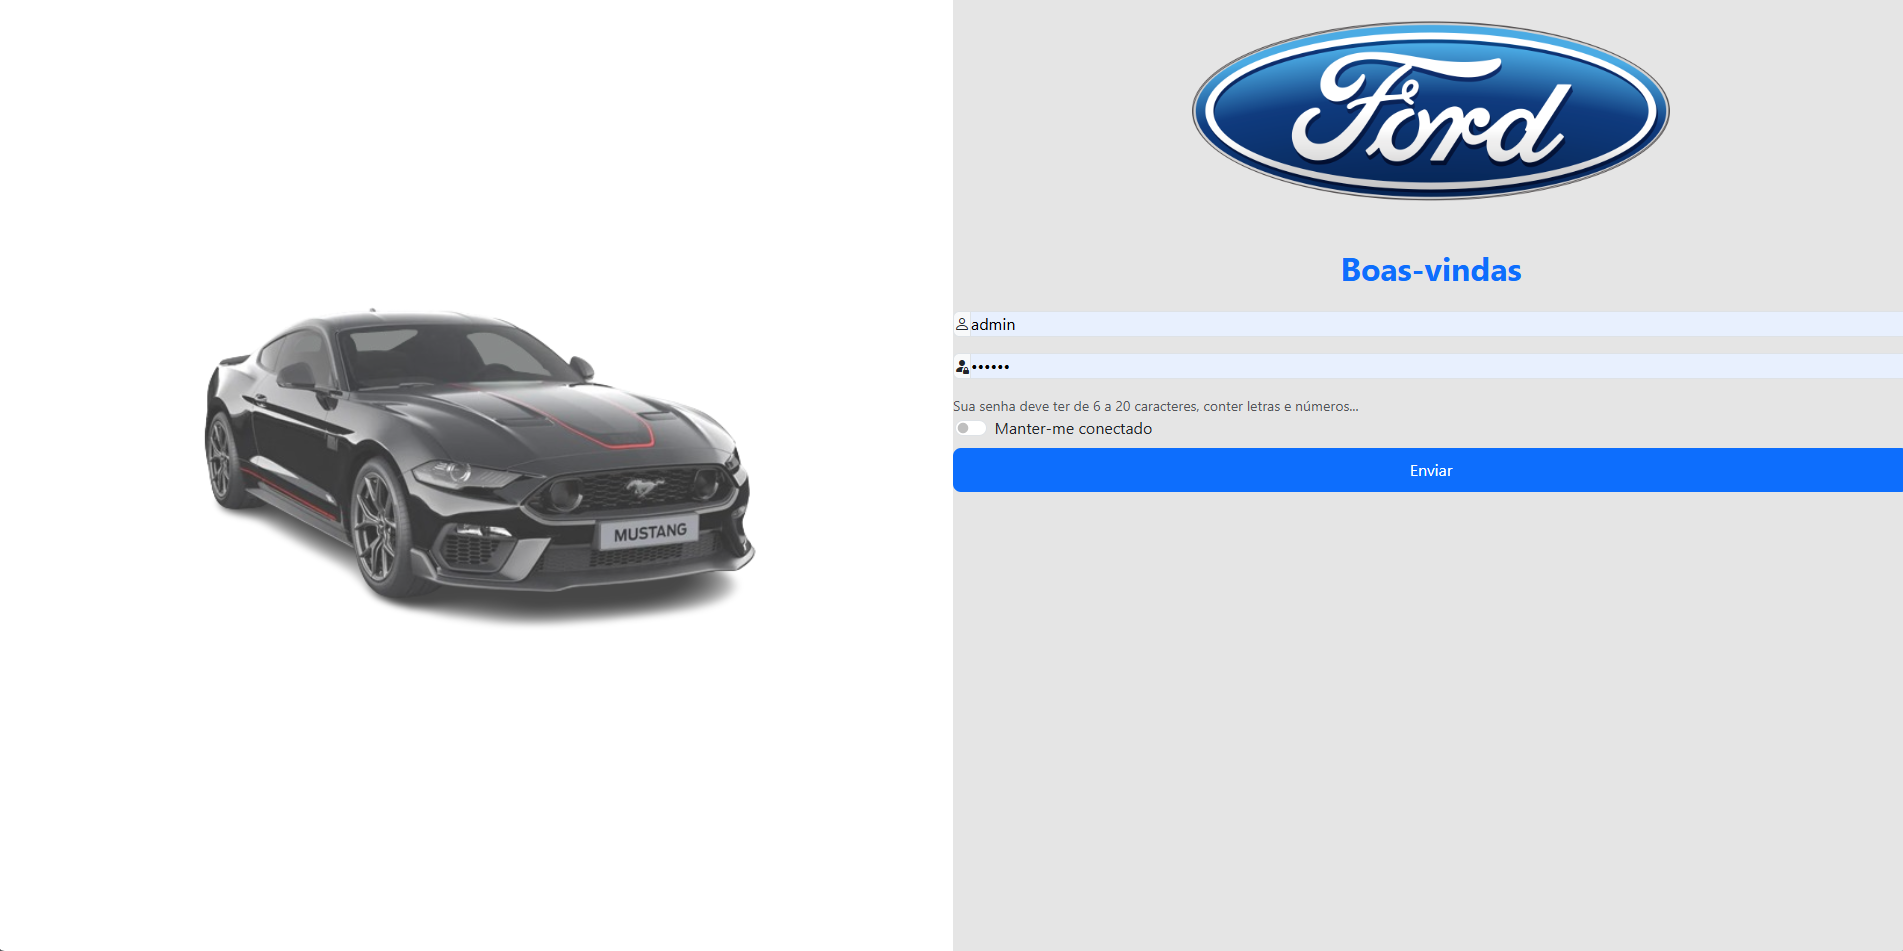 MUSTANG
Ford
Boas-vindas
admin
••••••
Sua senha deve ter de 6 a 20 caracteres, conter letras e números...
Manter-me conectado
Enviar